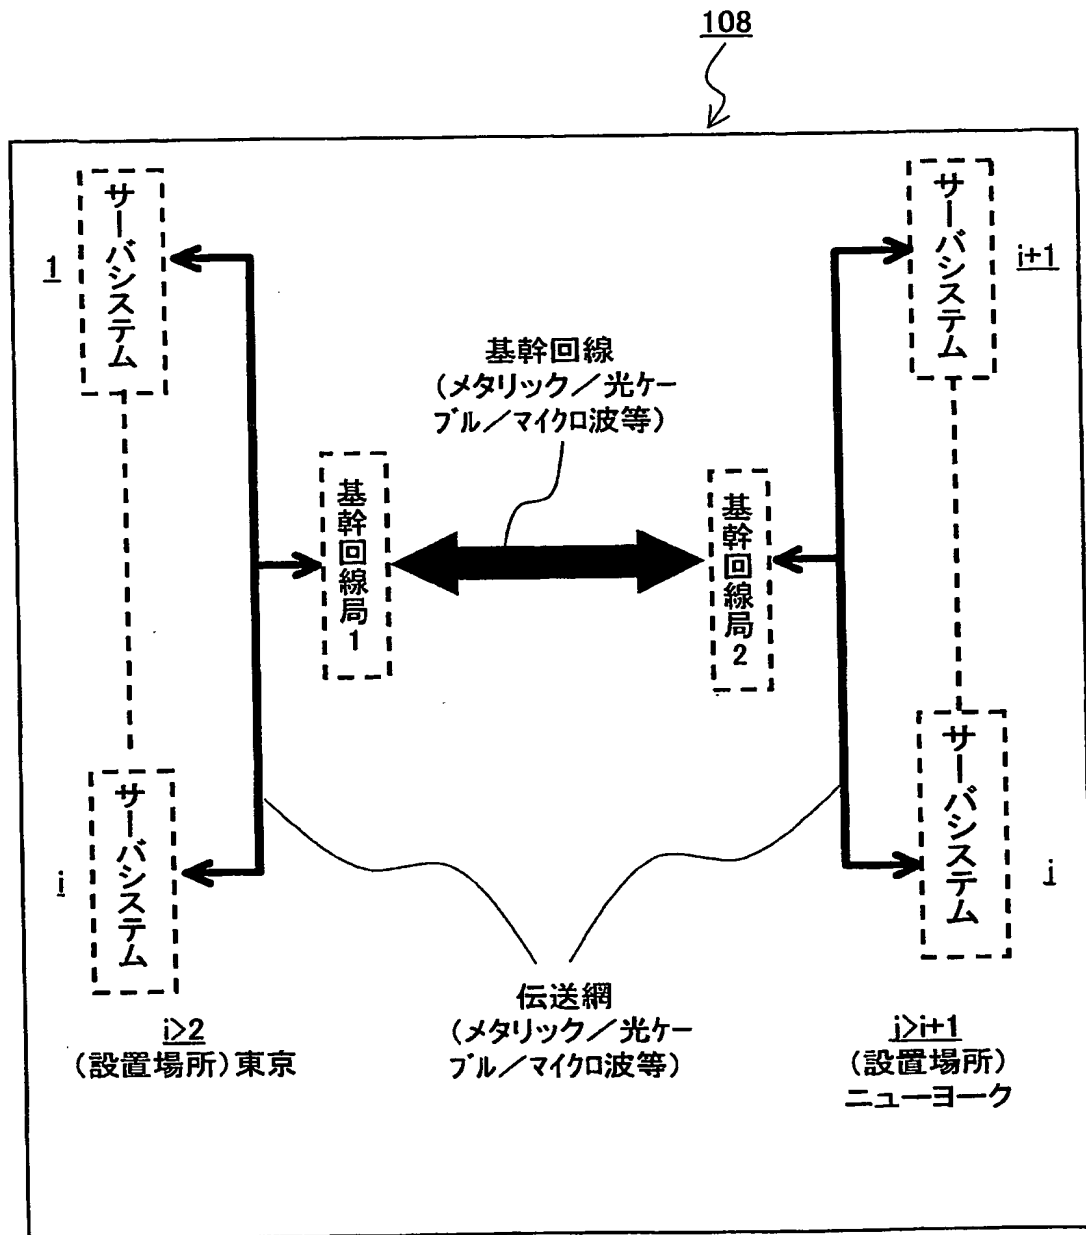 108
サーバシステム
1
サーバシステム
i+1
基幹回線
(メタリック／光ケー
ブル／マイクロ波等)
基幹回線局1
基幹回線局2
サーバシステム
i
サーバシステム
j
伝送網
(メタリック／光ケー
ブル／マイクロ波等)
i>2
(設置場所)東京
j>i+1
(設置場所)
ニューヨーク